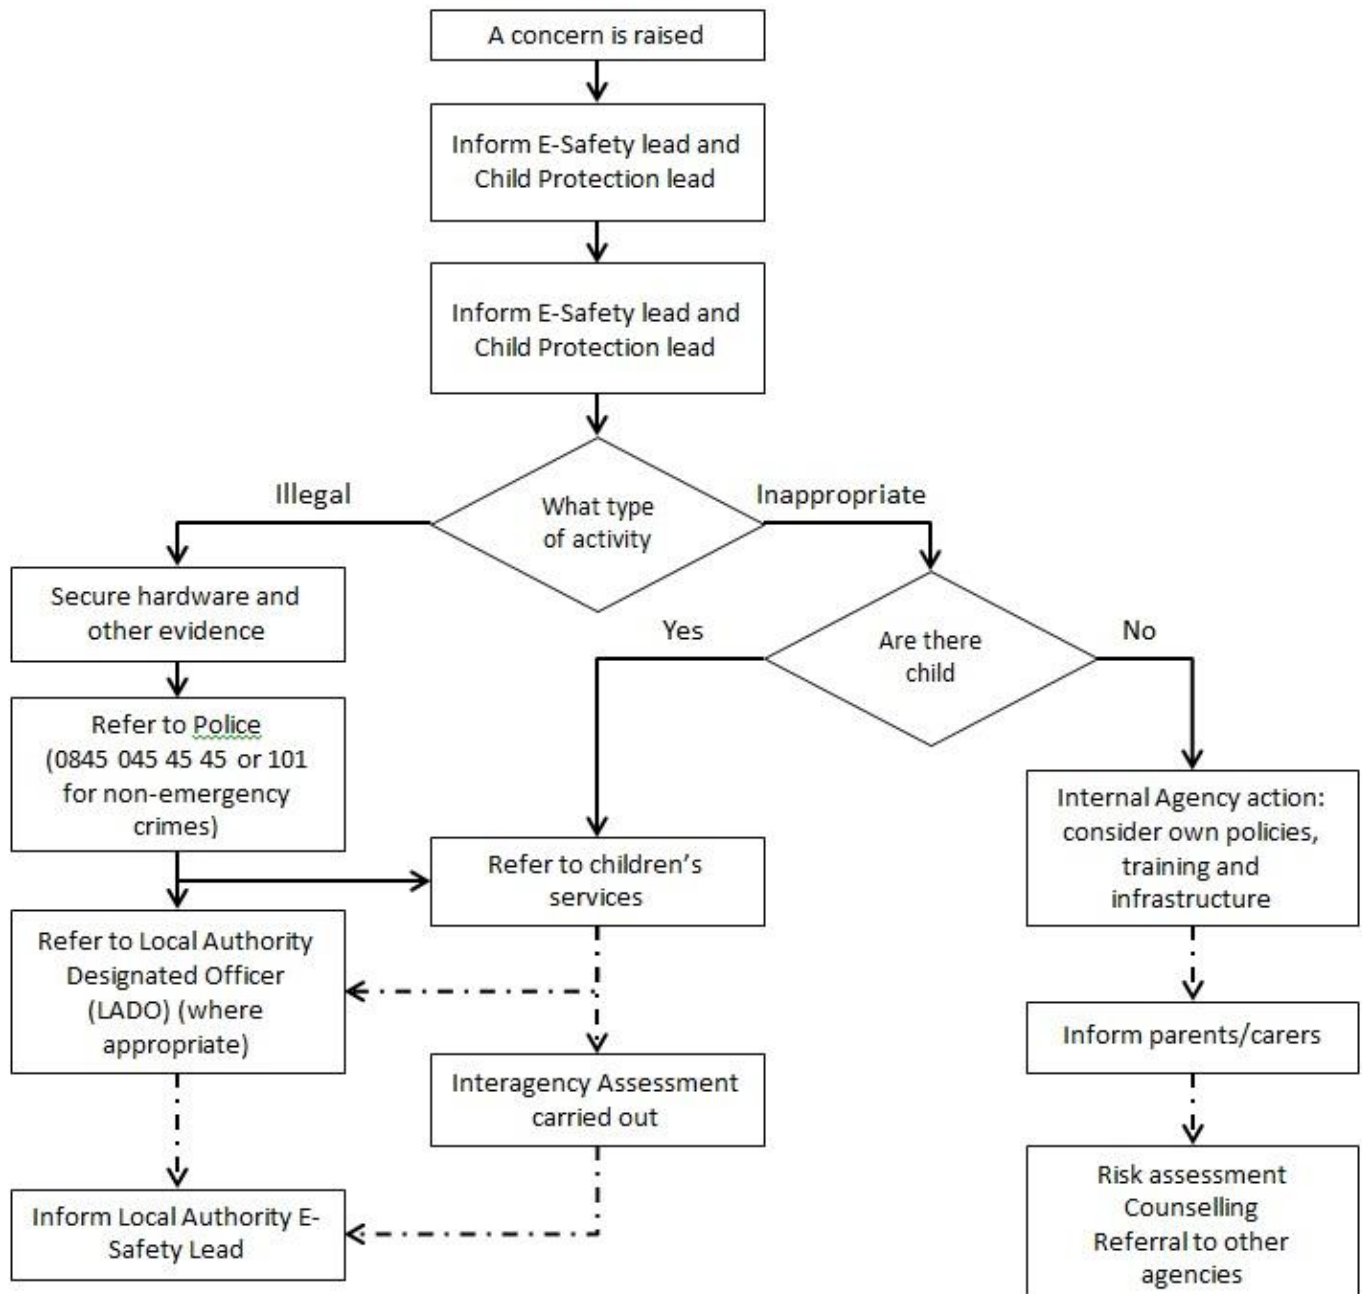 A concern is raised
Inform E-Safety lead and
Child Protection lead
Inform E-Safety lead and
Child Protection lead
What type
of activity
Illegal
Inappropriate
Secure hardware and
other evidence
Are there
child
Yes
No
Refer to Police
(0845 045 45 45 or 101
for non-emergency
crimes)
Refer to children's
services
Internal Agency action:
consider own policies,
training and
infrastructure
Refer to Local Authority
Designated Officer
(LADO) (where
appropriate)
Interagency Assessment
carried out
Inform parents/carers
Inform Local Authority E-
Safety Lead
Risk assessment
Counselling
Referral to other
agencies